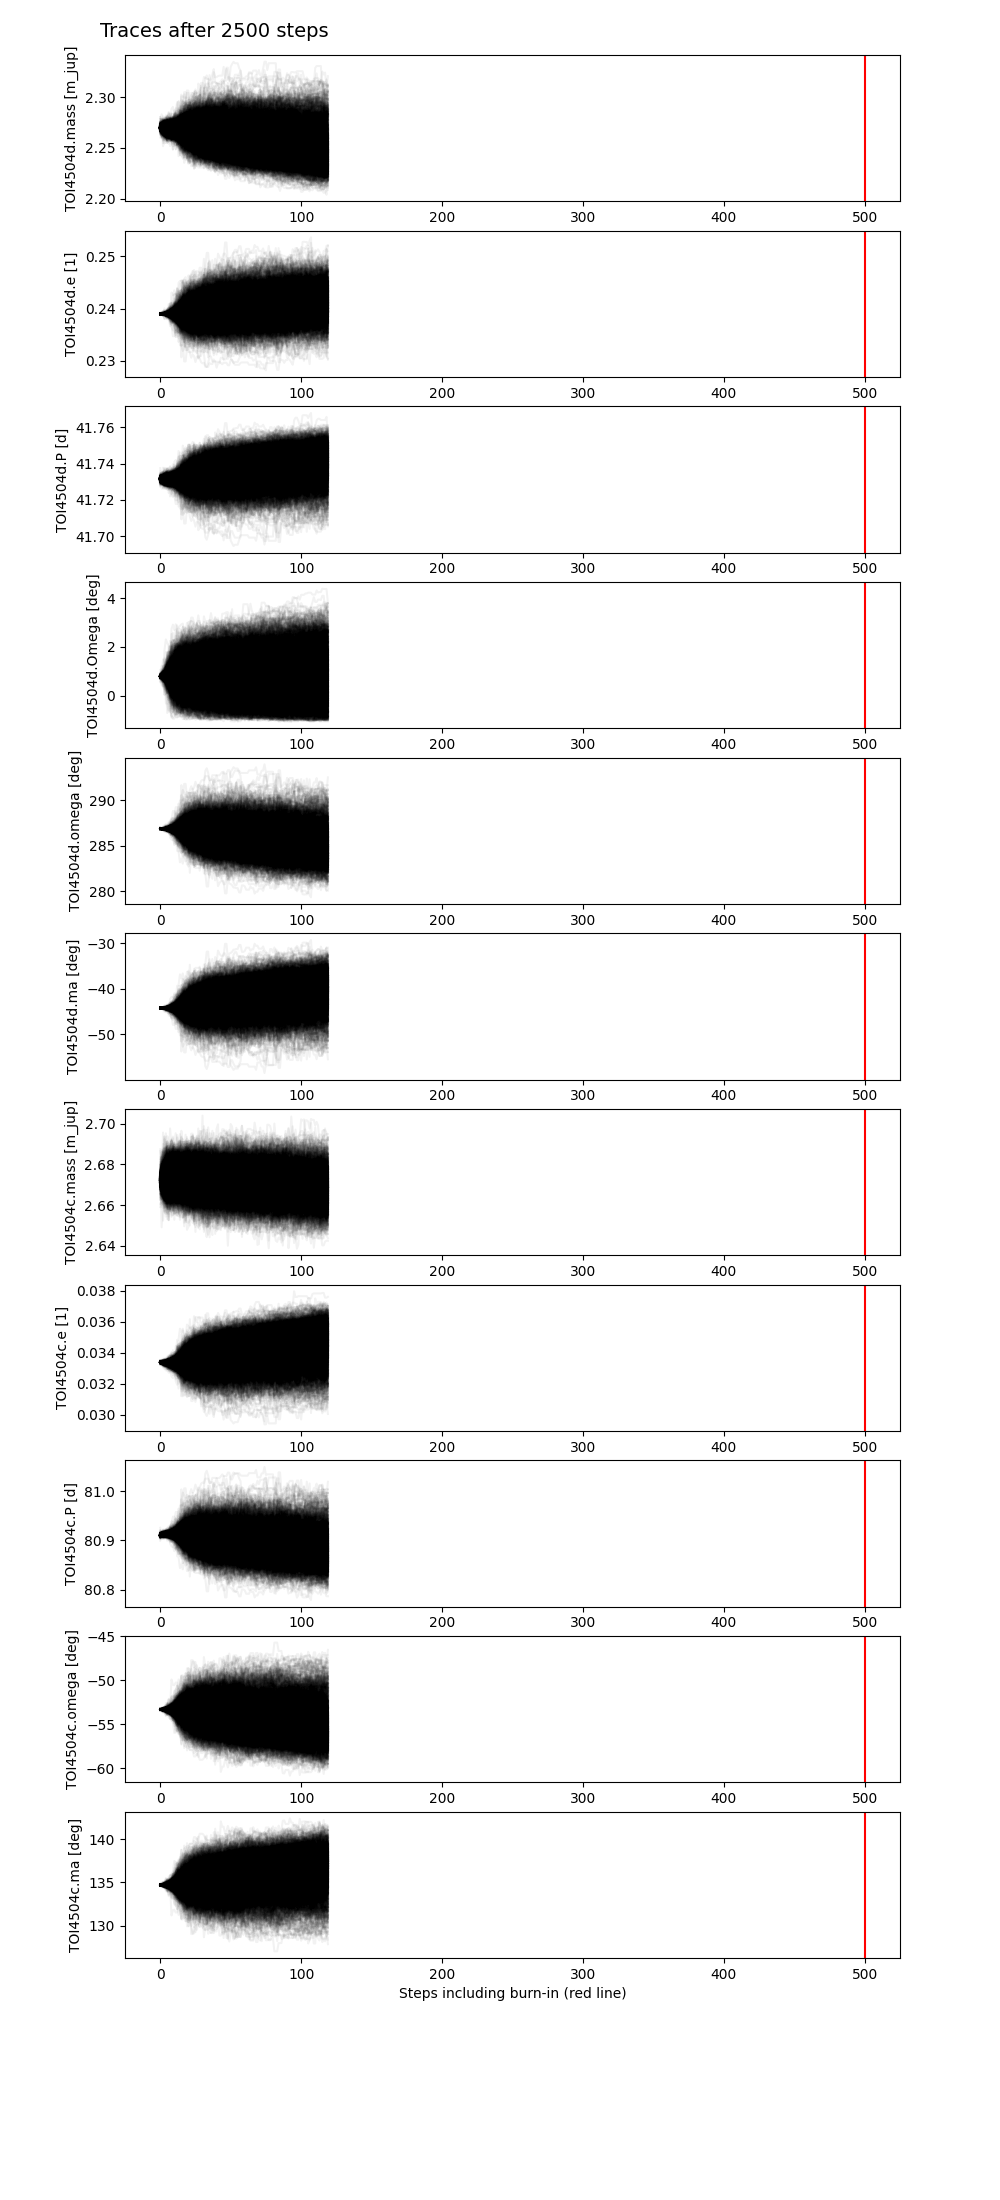 Traces after 2500 steps
TOI4504d.mass [m_jup]
2.30
2.25
2.20
0 100 200 300 400 500
TOI4504d.e [1]
0.25
0.24
0.23
0 100 200 300 400 500
TOI4504d.P [d]
41.76
41.74
41.72
41.70
0 100 200 300 400 500
TOI4504d.Omega [deg]
4
2
0
0 100 200 300 400 500
TOI4504d.omega [deg]
290
285
280
0 100 200 300 400 500
TOI4504d.ma [deg]
−30
−40
−50
0 100 200 300 400 500
TOI4504c.mass [m_jup]
2.70
2.68
2.66
2.64
0 100 200 300 400 500
TOI4504c.e [1]
0.038
0.036
0.034
0.032
0.030
0 100 200 300 400 500
TOI4504c.P [d]
81.0
80.9
80.8
0 100 200 300 400 500
TOI4504c.omega [deg]
−45
−50
−55
−60
0 100 200 300 400 500
TOI4504c.ma [deg]
140
135
130
0 100 200 300 400 500
Steps including burn-in (red line)